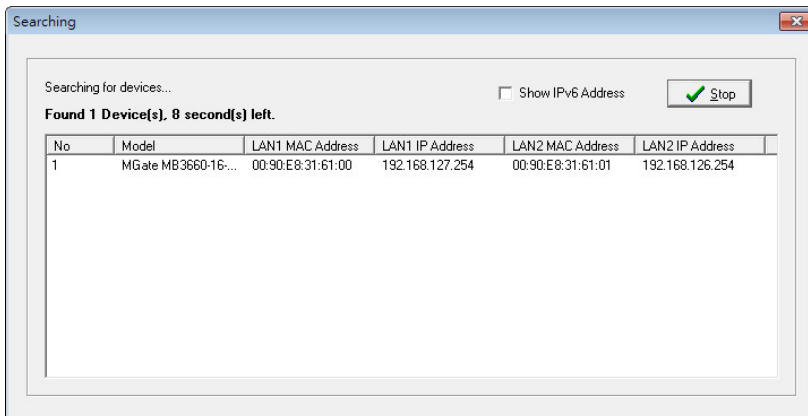 Searching
Searching for devices...
Show IPv6 Address
Stop
Found 1 Device(s), 8 second(s) left.
No Model LAN1 MAC Address LAN1 IP Address LAN2 MAC Address LAN2 IP Address
1 MGate MB3660-16-... 00:90:E8:31:61:00 192.168.127.254 00:90:E8:31:61:01 192.168.126.254